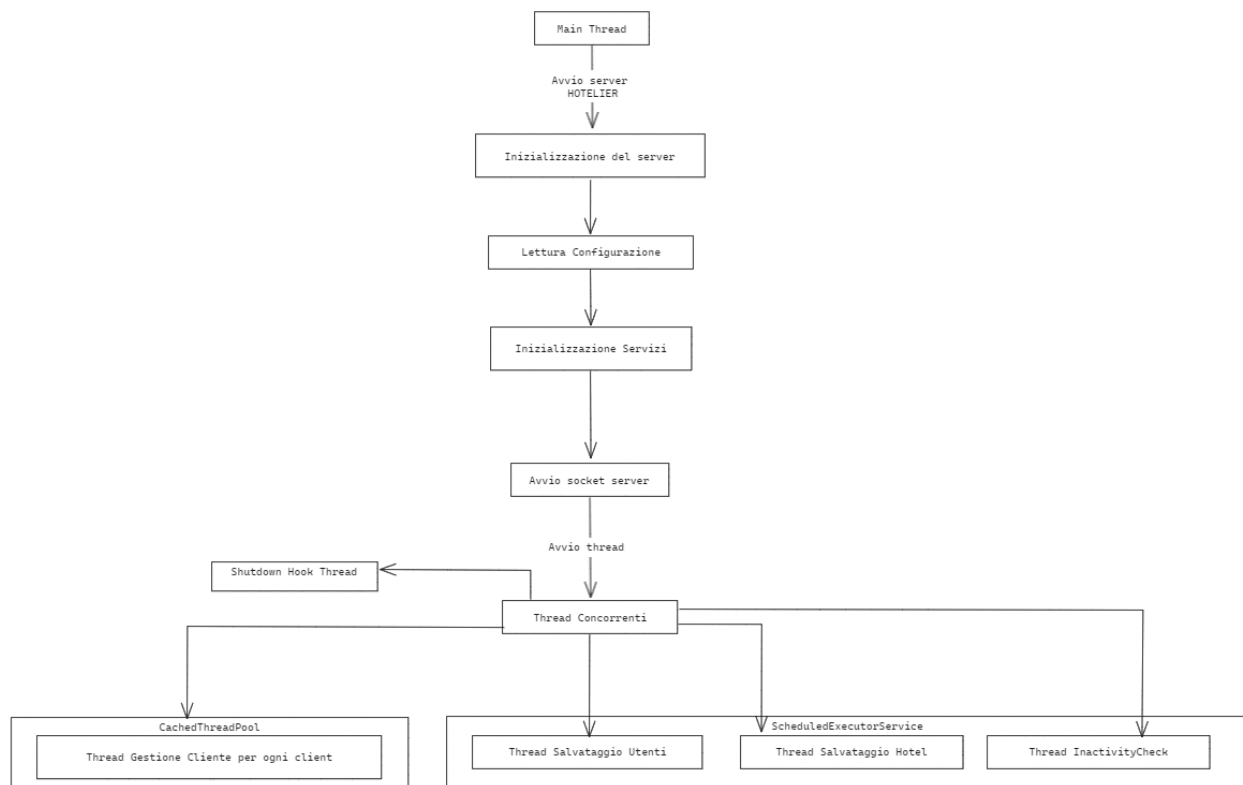 Main Thread
Avvio server
HOTELIER
Inizializzazione del server
Lettura Configurazione
Inizializzazione Servizi
Avvio socket server
Avvio thread
Shutdown Hook Thread
Thread Concorrenti
CachedThreadPool
Thread Gestione Cliente per ogni client
ScheduledExecutorService
Thread Salvataggio Utenti
Thread Salvataggio Hotel
Thread InactivityCheck